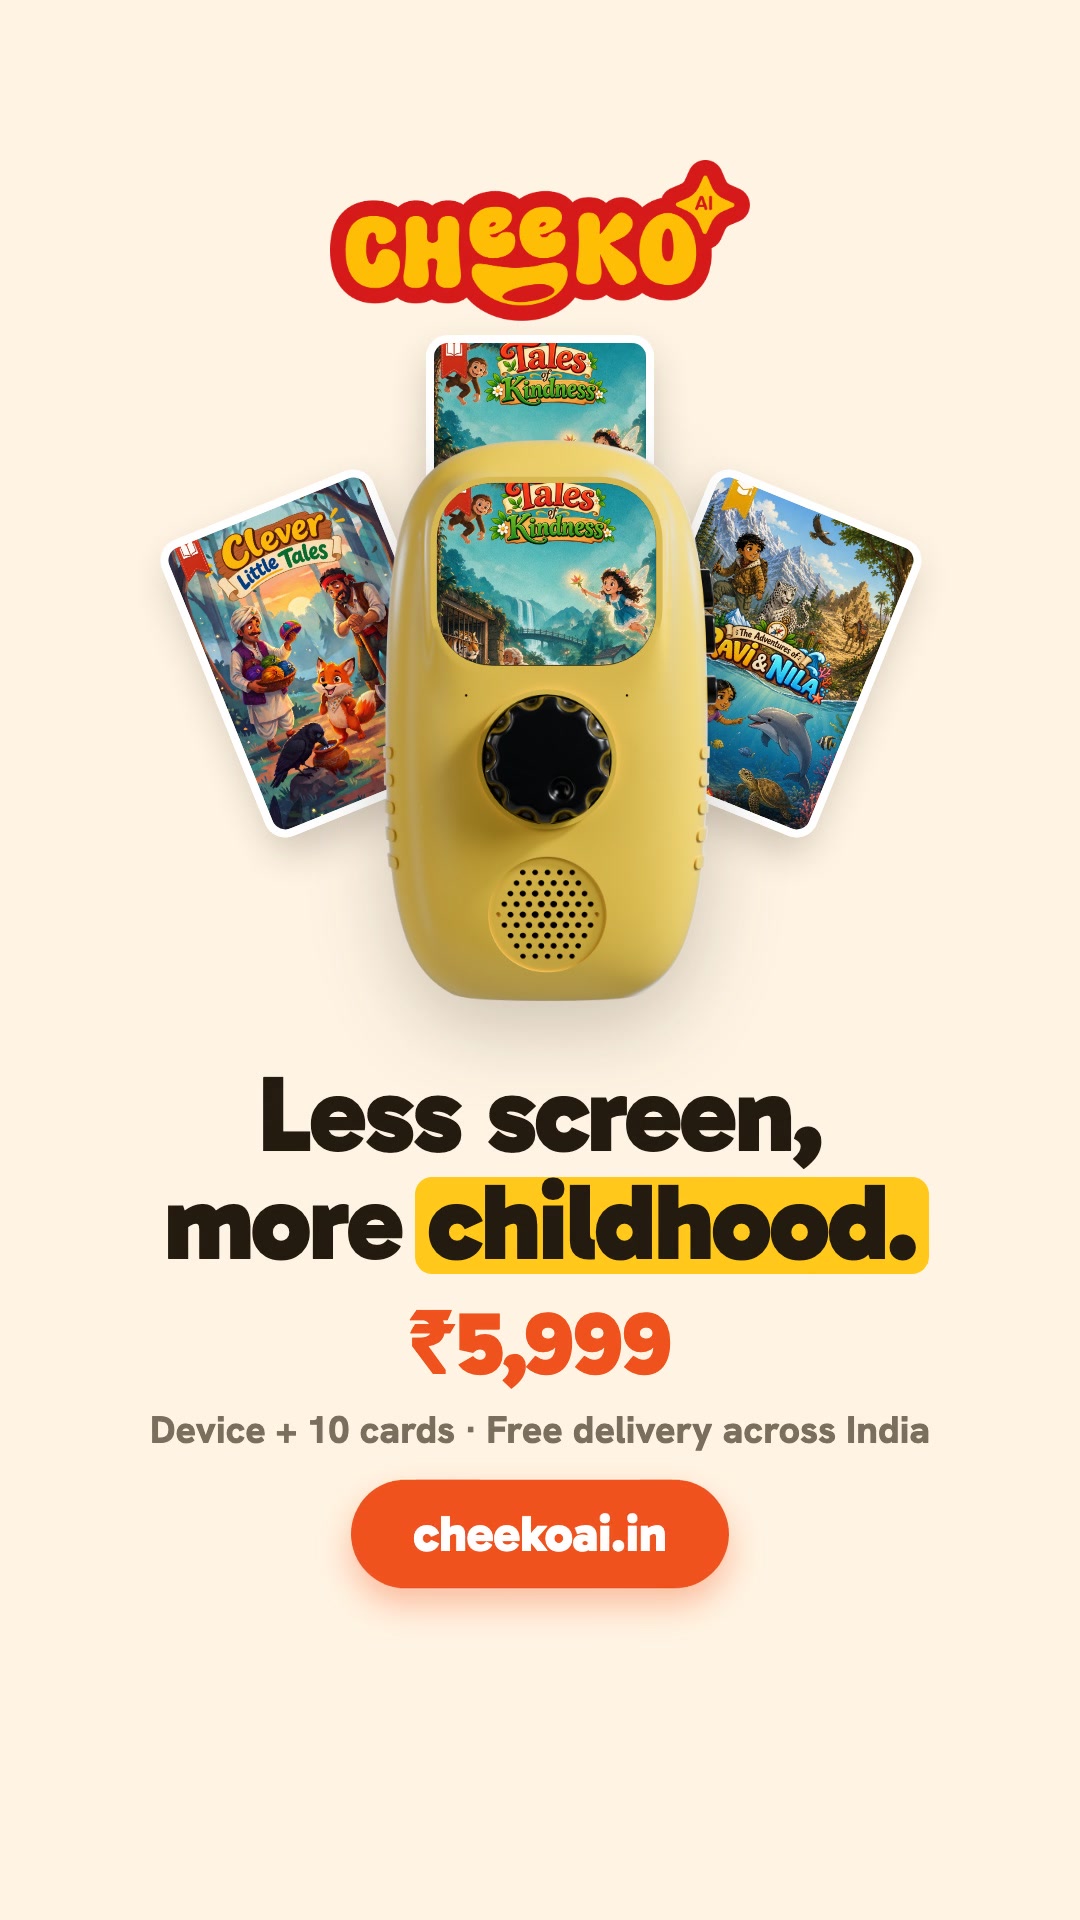 CHEEKO AI
Tales
of
Kindness
Tales
of
Kindness
Clever
Little Tales
The Adventures of
Ravi & NILA
Less screen,
more childhood.
₹5,999
Device + 10 cards · Free delivery across India
cheekoai.in